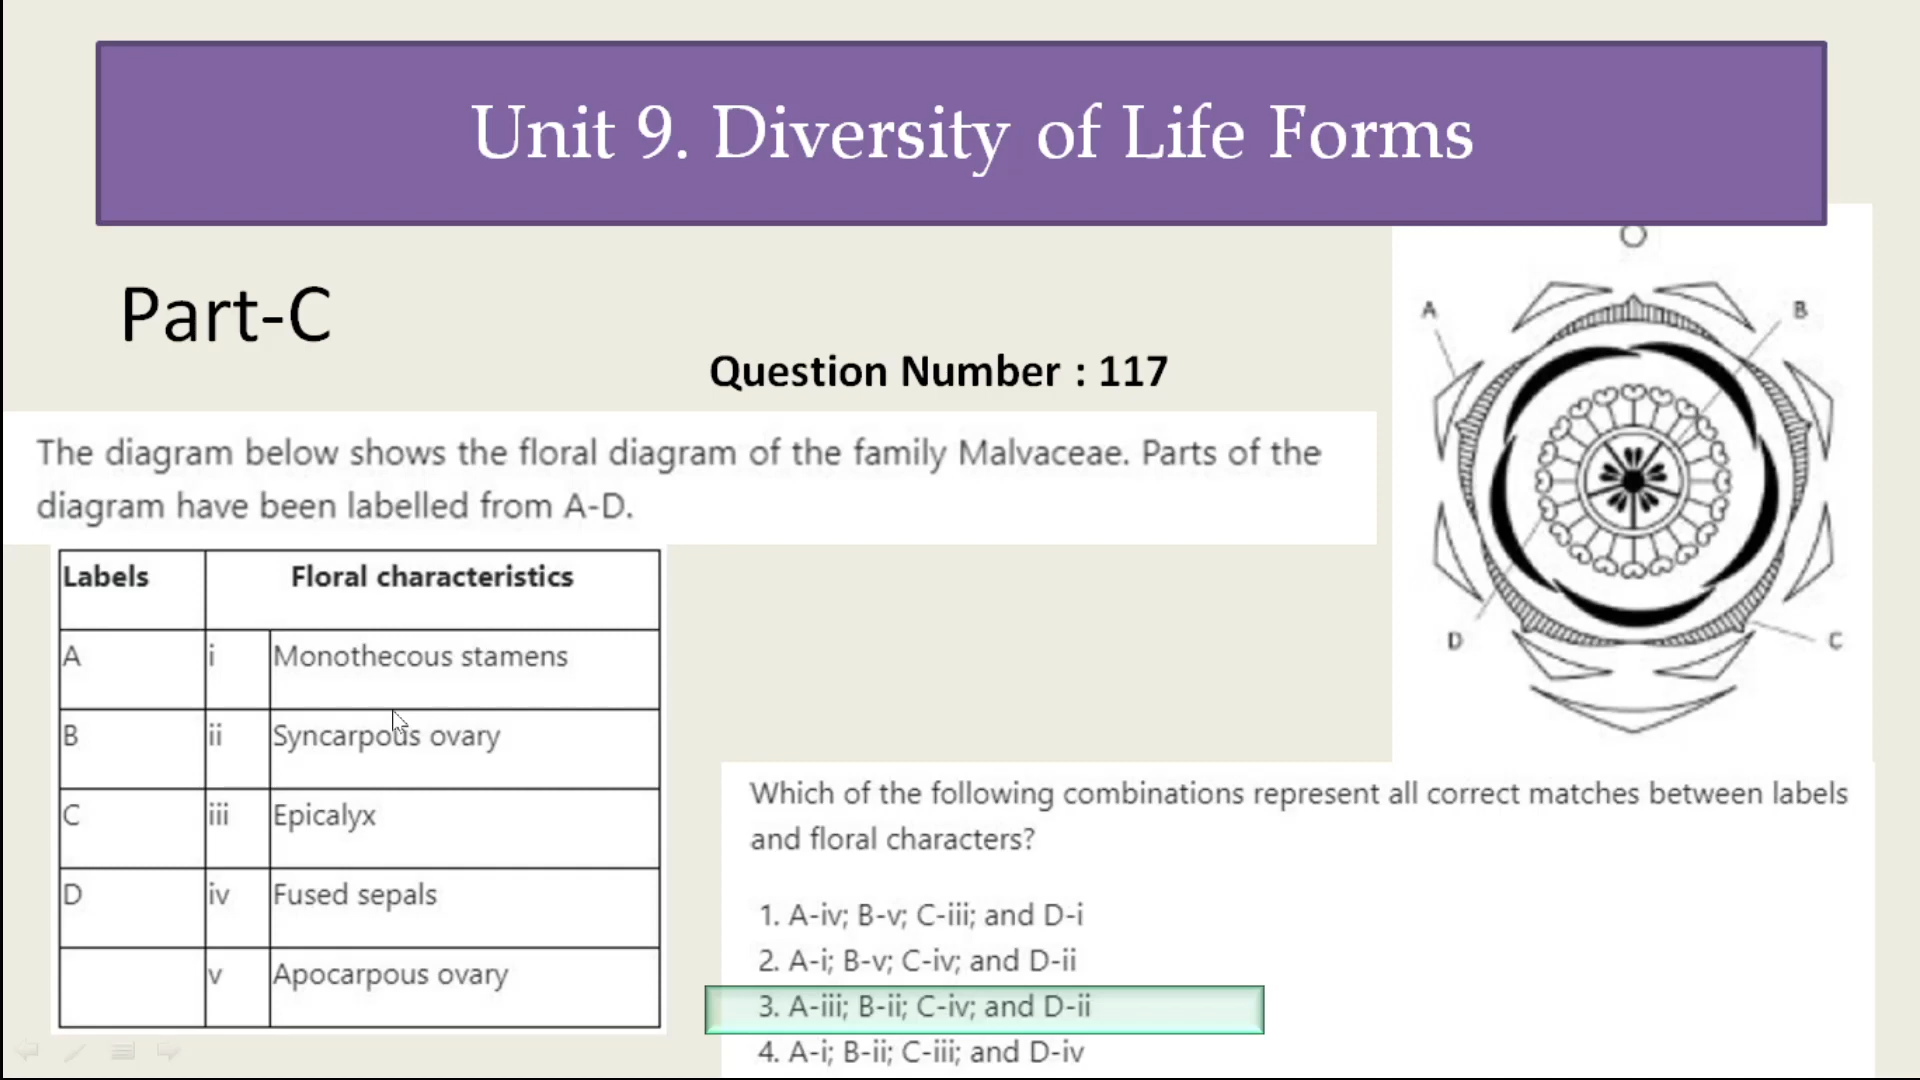 Unit 9. Diversity of Life Forms
Part-C
Question Number : 117
The diagram below shows the floral diagram of the family Malvaceae. Parts of the
diagram have been labelled from A-D.
Labels Floral characteristics
A i Monothecous stamens
B ii Syncarpous ovary
C iii Epicalyx
D iv Fused sepals
v Apocarpous ovary
A
B
D
C
Which of the following combinations represent all correct matches between labels
and floral characters?
1. A-iv; B-v; C-iii; and D-i
2. A-i; B-v; C-iv; and D-ii
3. A-iii; B-ii; C-iv; and D-ii
4. A-i; B-ii; C-iii; and D-iv